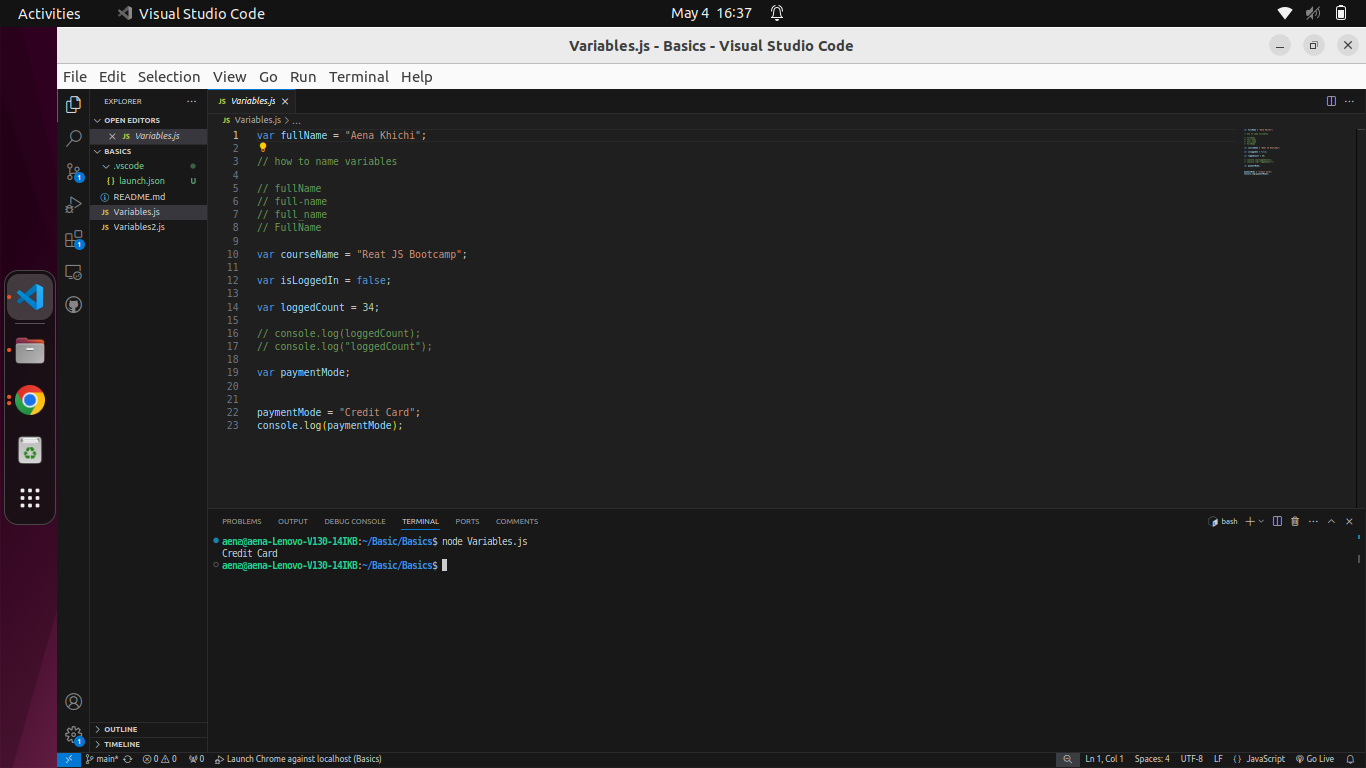 Activities
Visual Studio Code
May 4 16:37
Variables.js - Basics - Visual Studio Code
File Edit Selection View Go Run Terminal Help
EXPLORER
OPEN EDITORS
JS Variables.js
BASICS
.vscode
{} launch.json U
README.md
JS Variables.js
JS Variables2.js
OUTLINE
TIMELINE
1
1
1
JS Variables.js
JS Variables.js > ...
1 var fullName = "Aena Khichi";
2
3 // how to name variables
4
5 // fullName
6 // full-name
7 // full_name
8 // FullName
9
10 var courseName = "Reat JS Bootcamp";
11
12 var isLoggedIn = false;
13
14 var loggedCount = 34;
15
16 // console.log(loggedCount);
17 // console.log("loggedCount");
18
19 var paymentMode;
20
21
22 paymentMode = "Credit Card";
23 console.log(paymentMode);
PROBLEMS OUTPUT DEBUG CONSOLE TERMINAL PORTS COMMENTS
bash
aena@aena-Lenovo-V130-14IKB:~/Basic/Basics$ node Variables.js
Credit Card
aena@aena-Lenovo-V130-14IKB:~/Basic/Basics$
main* 0 0 0 Launch Chrome against localhost (Basics)
Ln 1, Col 1 Spaces: 4 UTF-8 LF {} JavaScript Go Live